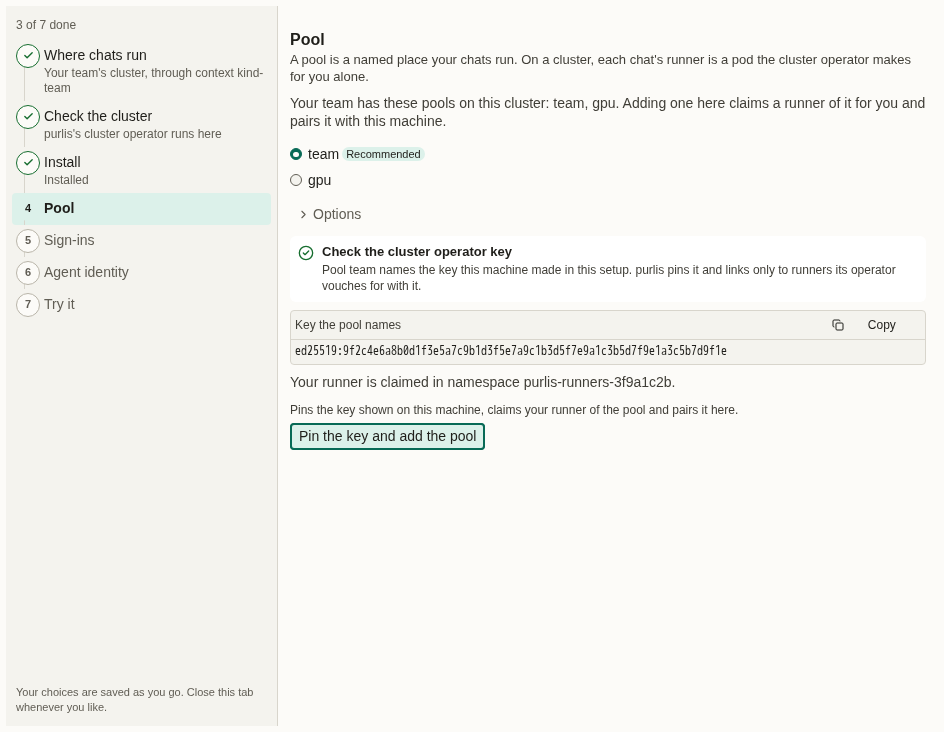 3 of 7 done
Where chats run
Your team's cluster, through context kind-
team
Check the cluster
purlis's cluster operator runs here
Install
Installed
4 Pool
5 Sign-ins
6 Agent identity
7 Try it
Your choices are saved as you go. Close this tab
whenever you like.
Pool
A pool is a named place your chats run. On a cluster, each chat's runner is a pod the cluster operator makes
for you alone.
Your team has these pools on this cluster: team, gpu. Adding one here claims a runner of it for you and
pairs it with this machine.
team Recommended
gpu
Options
Check the cluster operator key
Pool team names the key this machine made in this setup. purlis pins it and links only to runners its operator
vouches for with it.
Key the pool names Copy
ed25519:9f2c4e6a8b0d1f3e5a7c9b1d3f5e7a9c1b3d5f7e9a1c3b5d7f9e1a3c5b7d9f1e
Your runner is claimed in namespace purlis-runners-3f9a1c2b.
Pins the key shown on this machine, claims your runner of the pool and pairs it here.
Pin the key and add the pool